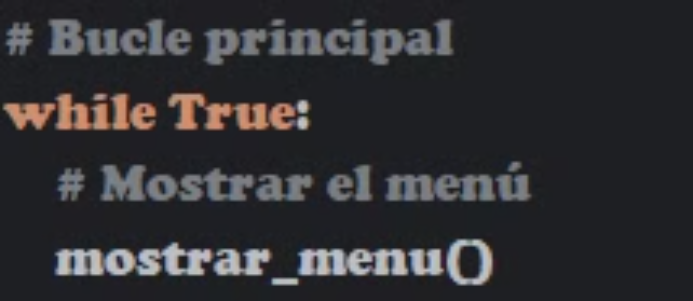 # Bucle principal
while True:
# Mostrar el menú
mostrar_menu()